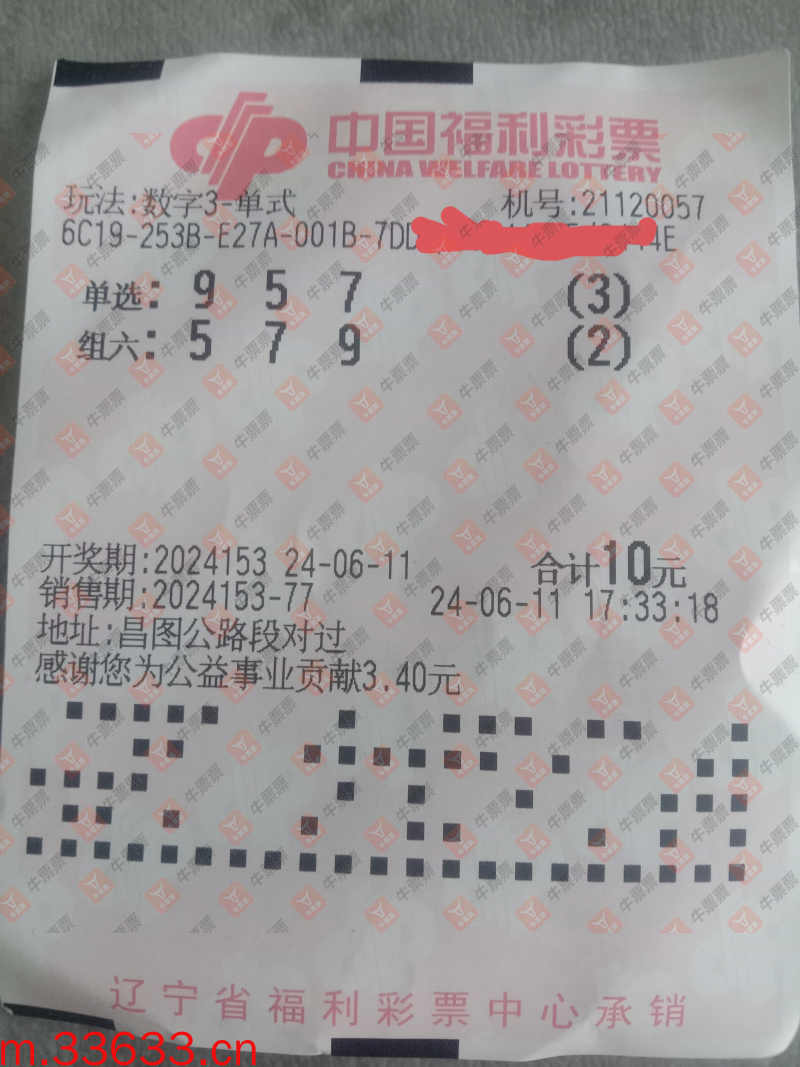 中国福利彩票
CHINA WELFARE LOTTERY
玩法:数字3-单式 机号:21120057
6C19-253B-E27A-001B-7DD 4E
单选: 9 5 7 (3)
组六: 5 7 9 (2)
开奖期:2024153 24-06-11 合计10元
销售期:2024153-77 24-06-11 17:33:18
地址:昌图公路段对过
感谢您为公益事业贡献3.40元
辽宁省福利彩票中心承销
m.33633.cn
牛票票